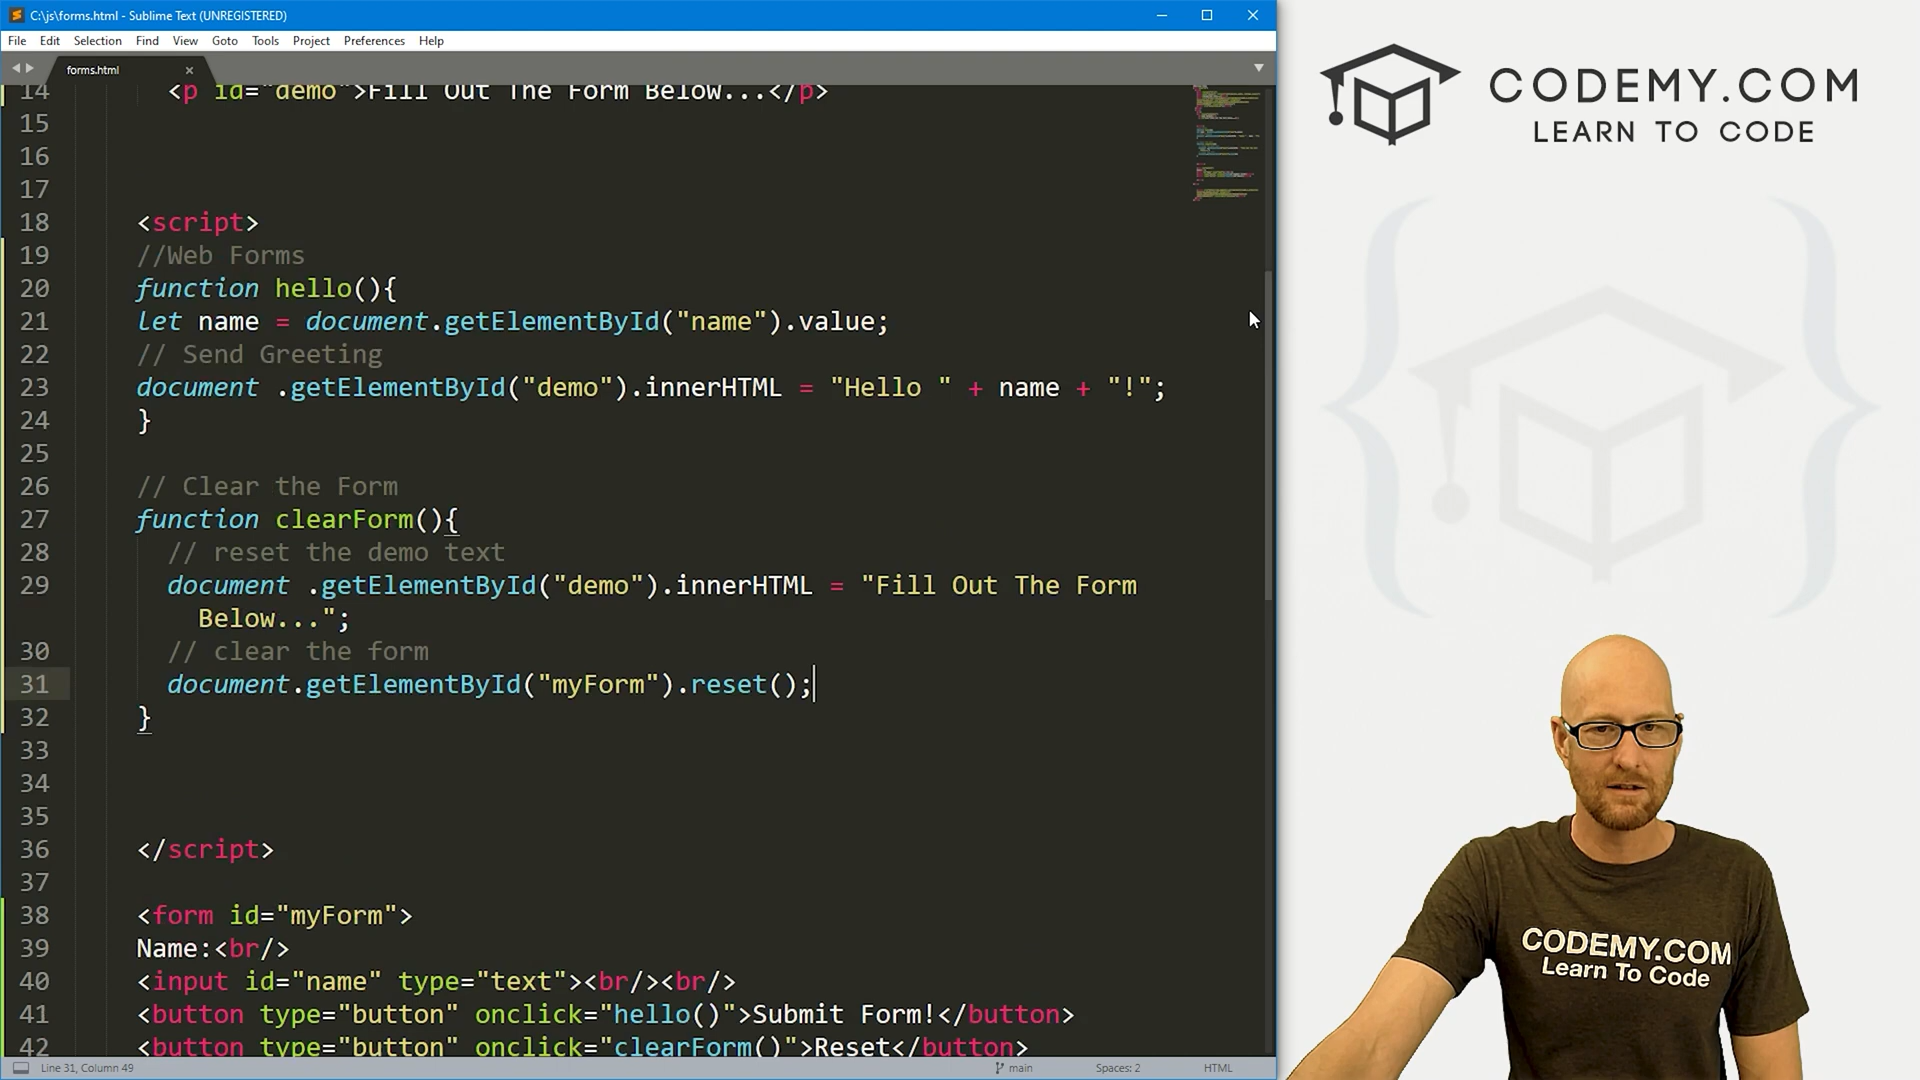 C:\js\forms.html - Sublime Text (UNREGISTERED)
File Edit Selection Find View Goto Tools Project Preferences Help
forms.html
14 <p id="demo">Fill Out The Form Below...</p>
15
16
17
18 <script>
19 //Web Forms
20 function hello(){
21 let name = document.getElementById("name").value;
22 // Send Greeting
23 document .getElementById("demo").innerHTML = "Hello " + name + "!";
24 }
25
26 // Clear the Form
27 function clearForm(){
28 // reset the demo text
29 document .getElementById("demo").innerHTML = "Fill Out The Form
Below...";
30 // clear the form
31 document.getElementById("myForm").reset();
32 }
33
34
35
36 </script>
37
38 <form id="myForm">
39 Name:<br/>
40 <input id="name" type="text"><br/><br/>
41 <button type="button" onclick="hello()">Submit Form!</button>
42 <button type="button" onclick="clearForm()">Reset</button>
Line 31, Column 49 main Spaces: 2 HTML
CODEMY.COM
LEARN TO CODE
CODEMY.COM
Learn To Code